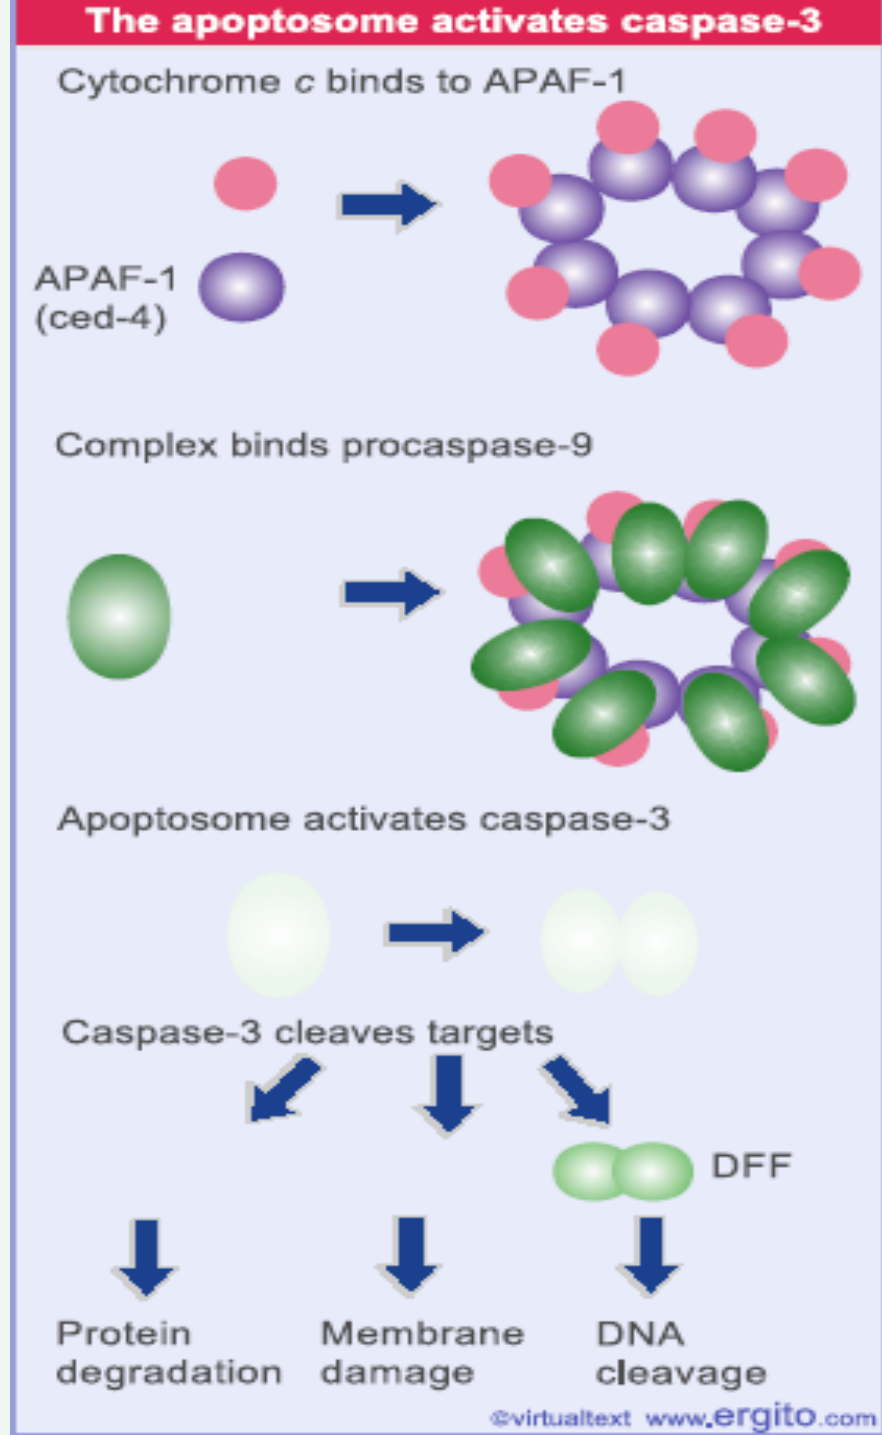 The apoptosome activates caspase-3
Cytochrome c binds to APAF-1
APAF-1
(ced-4)
Complex binds procaspase-9
Apoptosome activates caspase-3
Caspase-3 cleaves targets
DFF
Protein
degradation
Membrane
damage
DNA
cleavage
©virtualtext www.ergito.com